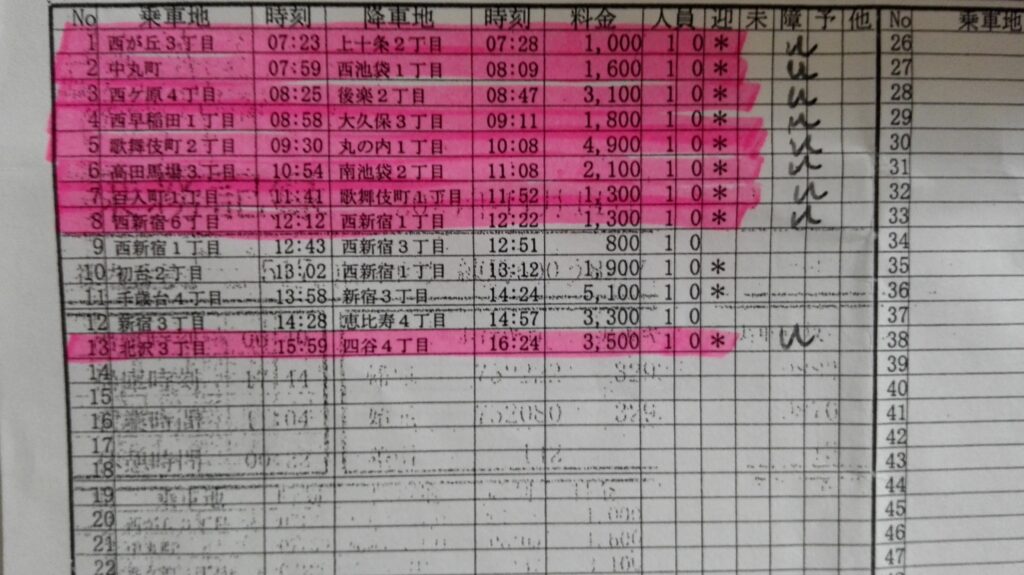 No 乗車地 時刻 降車地 時刻 料金 人員 迎 未 障 予 他 No 乗車地
1 西が丘3丁目 07:23 上十条2丁目 07:28 1,000 1 0 * 26
2 中丸町 07:59 西池袋1丁目 08:09 1,600 1 0 * 27
3 西ケ原4丁目 08:25 後楽2丁目 08:47 3,100 1 0 * 28
4 西早稲田1丁目 08:58 大久保3丁目 09:11 1,800 1 0 * 29
5 歌舞伎町2丁目 09:30 丸の内1丁目 10:08 4,900 1 0 * 30
6 高田馬場3丁目 10:54 南池袋2丁目 11:08 2,100 1 0 * 31
7 百人町1丁目 11:41 歌舞伎町1丁目 11:52 1,300 1 0 * 32
8 西新宿6丁目 12:12 西新宿1丁目 12:22 1,300 1 0 * 33
9 西新宿1丁目 12:43 西新宿3丁目 12:51 800 1 0 34
10 初台2丁目 13:02 西新宿1丁目 13:12 1,900 1 0 * 35
11 千歳台4丁目 13:58 新宿3丁目 14:24 5,100 1 0 * 36
12 新宿3丁目 14:28 恵比寿4丁目 14:57 3,300 1 0 37
13 北沢3丁目 15:59 四谷4丁目 16:24 3,500 1 0 * 38
14 39
15 40
16 41
17 42
18 43
19 44
20 45
21 46
22 47